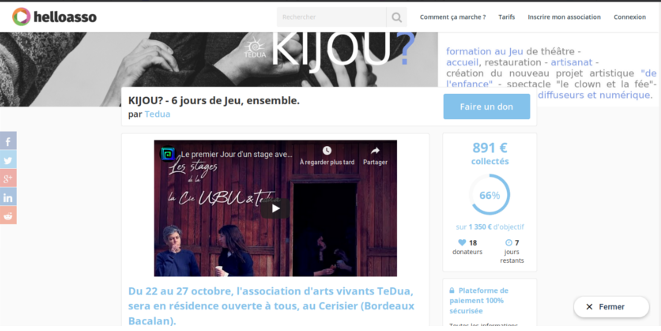 helloasso
Rechercher
Comment ça marche ?
Tarifs
Inscrire mon association
Connexion
TEDUA
KIJOU?
formation au Jeu de théâtre -
accueil, restauration - artisanat -
création du nouveau projet artistique "de
l'enfance" - spectacle "le clown et la fée"-
diffuseurs et numérique.
KIJOU? - 6 jours de Jeu, ensemble.
par Tedua
Faire un don
Le premier Jour d'un stage ave...
À regarder plus tard
Partager
Les stages
de la
Cie UBU & teDua
891 €
collectés
66%
sur 1 350 € d'objectif
18
donateurs
7
jours
restants
Du 22 au 27 octobre, l'association d'arts vivants TeDua,
sera en résidence ouverte à tous, au Cerisier (Bordeaux
Bacalan).
Plateforme de
paiement 100%
sécurisée
Toutes les informations
Fermer